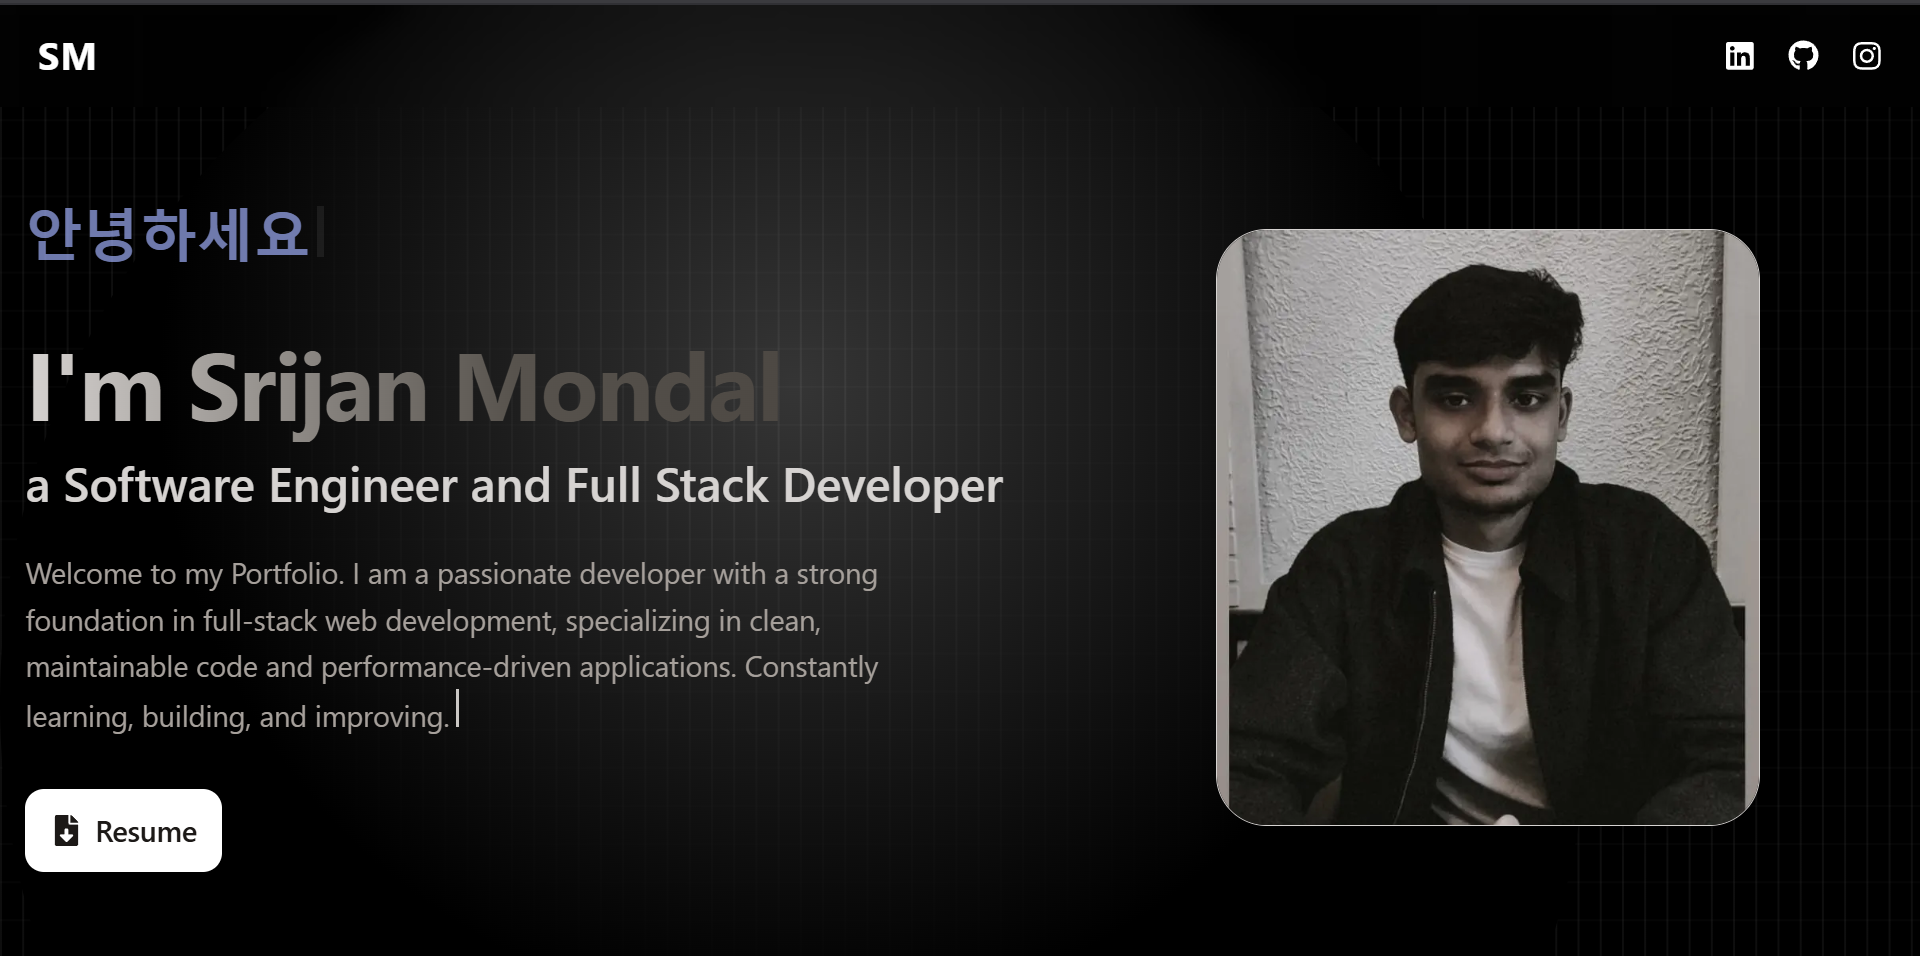 SM
안녕하세요
I'm Srijan Mondal
a Software Engineer and Full Stack Developer
Welcome to my Portfolio. I am a passionate developer with a strong
foundation in full-stack web development, specializing in clean,
maintainable code and performance-driven applications. Constantly
learning, building, and improving.
Resume